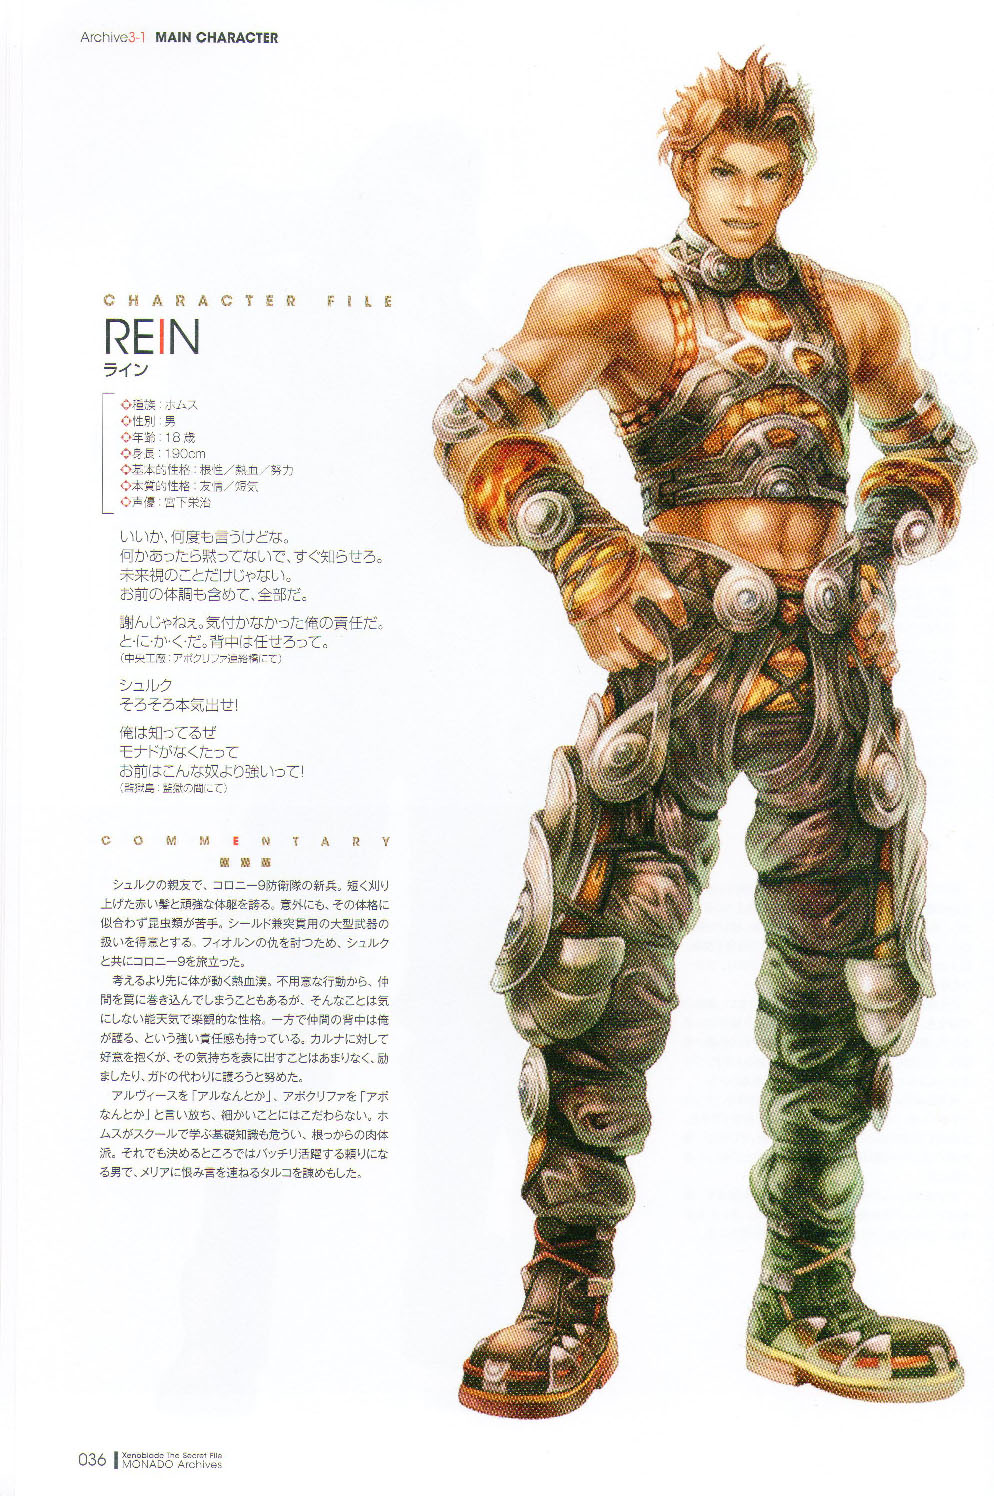 Archive3-1 MAIN CHARACTER
CHARACTER FILE
REIN
ライン
◇種族：ホムス
◇性別：男
◇年齢：18歳
◇身長：190cm
◇基本的性格：根性／熱血／努力
◇本質的性格：友情／短気
◇声優：宮下栄治
いいか、何度も言うけどな。
何かあったら黙ってないで、すぐ知らせろ。
未来視のことだけじゃない。
お前の体調も含めて、全部だ。
謝んじゃねぇ。気付かなかった俺の責任だ。
と・に・か・く・だ。背中は任せろって。
（中央工廠：アポクリファ連絡橋にて）
シュルク
そろそろ本気出せ！
俺は知ってるぜ
モナドがなくたって
お前はこんな奴より強いって！
（監獄島：監獄の間にて）
COMMENTARY
シュルクの親友で、コロニー9防衛隊の新兵。短く刈り
上げた赤い髪と頑強な体躯を誇る。意外にも、その体格に
似合わず昆虫類が苦手。シールド兼突貫用の大型武器の
扱いを得意とする。フィオルンの仇を討つため、シュルク
と共にコロニー9を旅立った。
考えるより先に体が動く熱血漢。不用意な行動から、仲
間を罠に巻き込んでしまうこともあるが、そんなことは気
にしない能天気で楽観的な性格。一方で仲間の背中は俺
が護る、という強い責任感も持っている。カルナに対して
好意を抱くが、その気持ちを表に出すことはあまりなく、励
ましたり、ガドの代わりに護ろうと努めた。
アルヴィースを「アルなんとか」、アポクリファを「アポ
なんとか」と言い放ち、細かいことにはこだわらない。ホ
ムスがスクールで学ぶ基礎知識も危うい、根っからの肉体
派。それでも決めるところではバッチリ活躍する頼りにな
る男で、メリアに恨み言を連ねるタルコを諫めもした。
036
Xenoblade The Secret File
MONADO Archives